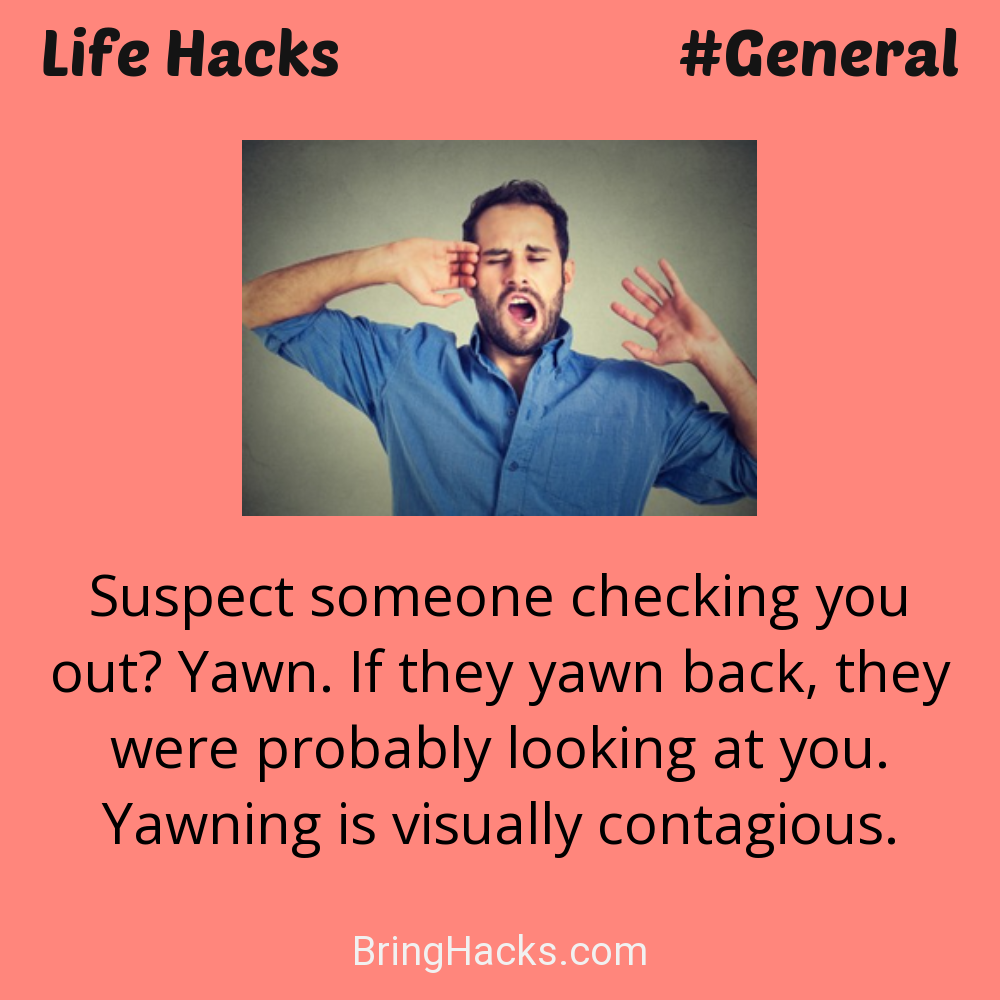 Life Hacks
#General
Suspect someone checking you
out? Yawn. If they yawn back, they
were probably looking at you.
Yawning is visually contagious.
BringHacks.com